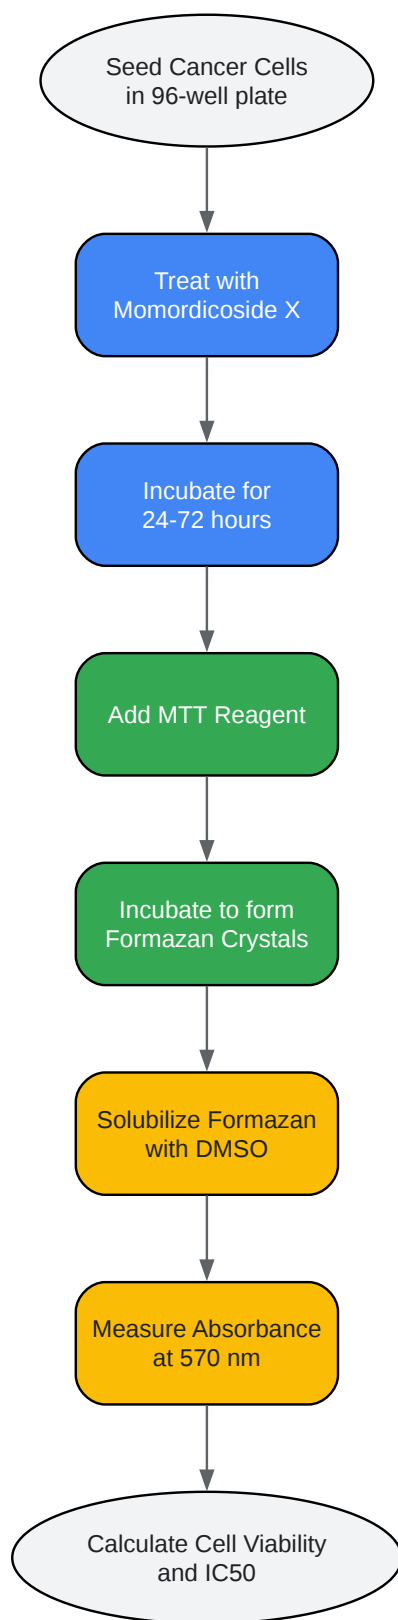 Seed Cancer Cells
in 96-well plate
Treat with
Momordicoside X
Incubate for
24-72 hours
Add MTT Reagent
Incubate to form
Formazan Crystals
Solubilize Formazan
with DMSO
Measure Absorbance
at 570 nm
Calculate Cell Viability
and IC50